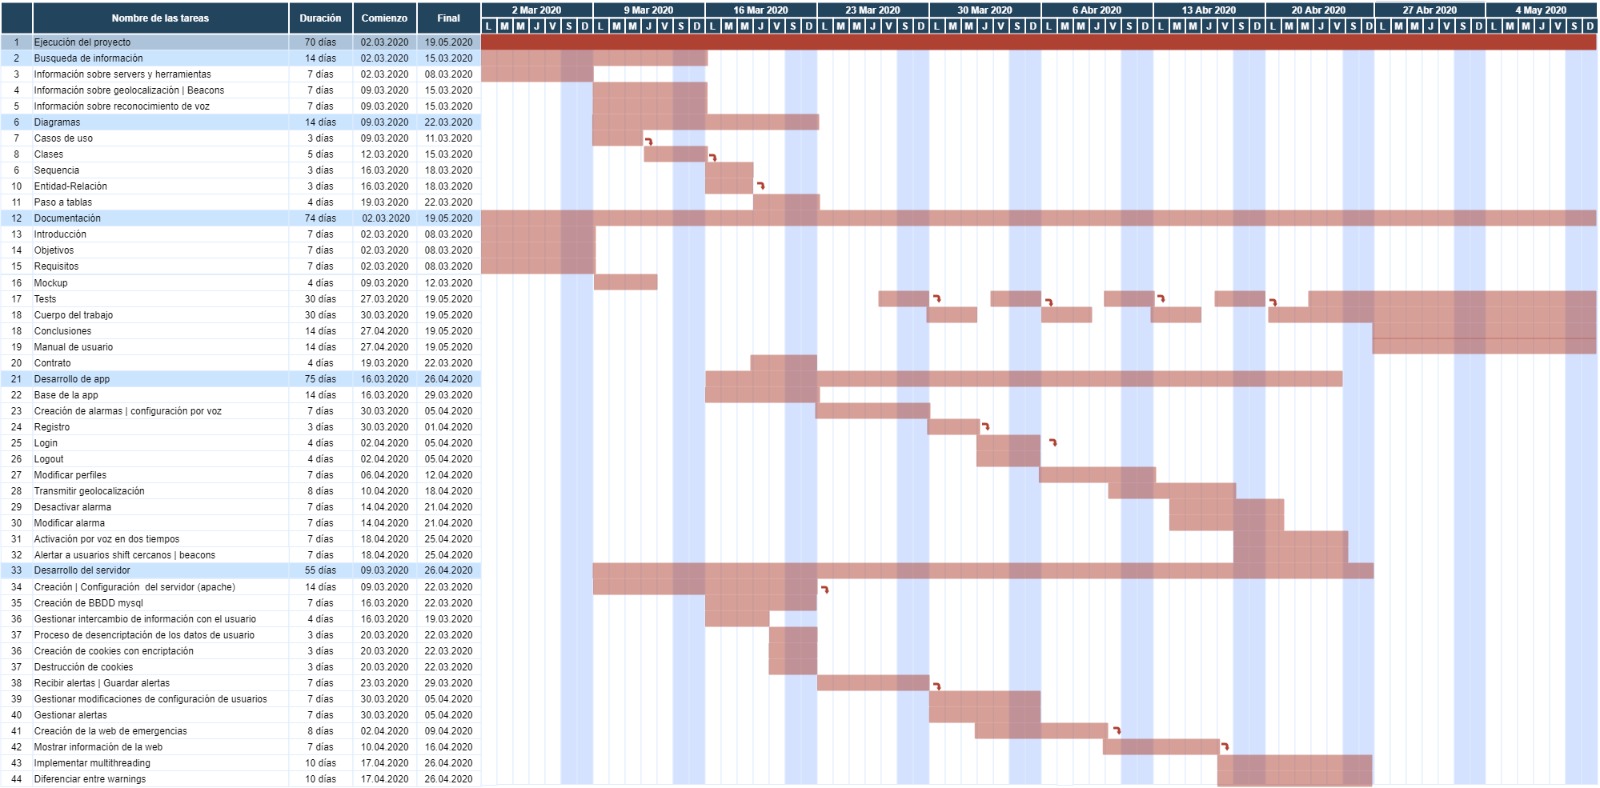 Nombre de las tareas Duración Comienzo Final 2 Mar 2020 9 Mar 2020 16 Mar 2020 23 Mar 2020 30 Mar 2020 6 Abr 2020 13 Abr 2020 20 Abr 2020 27 Abr 2020 4 May 2020
L M M J V S D L M M J V S D L M M J V S D L M M J V S D L M M J V S D L M M J V S D L M M J V S D L M M J V S D L M M J V S D L M M J V S D
1 Ejecución del proyecto 70 días 02.03.2020 19.05.2020
2 Busqueda de información 14 días 02.03.2020 15.03.2020
3 Información sobre servers y herramientas 7 días 02.03.2020 08.03.2020
4 Información sobre geolocalización | Beacons 7 días 09.03.2020 15.03.2020
5 Información sobre reconocimiento de voz 7 días 09.03.2020 15.03.2020
6 Diagramas 14 días 09.03.2020 22.03.2020
7 Casos de uso 3 días 09.03.2020 11.03.2020
8 Clases 5 días 12.03.2020 15.03.2020
6 Sequencia 3 días 16.03.2020 18.03.2020
10 Entidad-Relación 3 días 16.03.2020 18.03.2020
11 Paso a tablas 4 días 19.03.2020 22.03.2020
12 Documentación 74 días 02.03.2020 19.05.2020
13 Introducción 7 días 02.03.2020 08.03.2020
14 Objetivos 7 días 02.03.2020 08.03.2020
15 Requisitos 7 días 02.03.2020 08.03.2020
16 Mockup 4 días 09.03.2020 12.03.2020
17 Tests 30 días 27.03.2020 19.05.2020
18 Cuerpo del trabajo 30 días 30.03.2020 19.05.2020
18 Conclusiones 14 días 27.04.2020 19.05.2020
19 Manual de usuario 14 días 27.04.2020 19.05.2020
20 Contrato 4 días 19.03.2020 22.03.2020
21 Desarrollo de app 75 días 16.03.2020 26.04.2020
22 Base de la app 14 días 16.03.2020 29.03.2020
23 Creación de alarmas | configuración por voz 7 días 30.03.2020 05.04.2020
24 Registro 3 días 30.03.2020 01.04.2020
25 Login 4 días 02.04.2020 05.04.2020
26 Logout 4 días 02.04.2020 05.04.2020
27 Modificar perfiles 7 días 06.04.2020 12.04.2020
28 Transmitir geolocalización 8 días 10.04.2020 18.04.2020
29 Desactivar alarma 7 días 14.04.2020 21.04.2020
30 Modificar alarma 7 días 14.04.2020 21.04.2020
31 Activación por voz en dos tiempos 7 días 18.04.2020 25.04.2020
32 Alertar a usuarios shift cercanos | beacons 7 días 18.04.2020 25.04.2020
33 Desarrollo del servidor 55 días 09.03.2020 26.04.2020
34 Creación | Configuración del servidor (apache) 14 días 09.03.2020 22.03.2020
35 Creación de BBDD mysql 7 días 16.03.2020 22.03.2020
36 Gestionar intercambio de información con el usuario 4 días 16.03.2020 19.03.2020
37 Proceso de desencriptación de los datos de usuario 3 días 20.03.2020 22.03.2020
36 Creación de cookies con encriptación 3 días 20.03.2020 22.03.2020
37 Destrucción de cookies 3 días 20.03.2020 22.03.2020
38 Recibir alertas | Guardar alertas 7 días 23.03.2020 29.03.2020
39 Gestionar modificaciones de configuración de usuarios 7 días 30.03.2020 05.04.2020
40 Gestionar alertas 7 días 30.03.2020 05.04.2020
41 Creación de la web de emergencias 8 días 02.04.2020 09.04.2020
42 Mostrar información de la web 7 días 10.04.2020 16.04.2020
43 Implementar multithreading 10 días 17.04.2020 26.04.2020
44 Diferenciar entre warnings 10 días 17.04.2020 26.04.2020